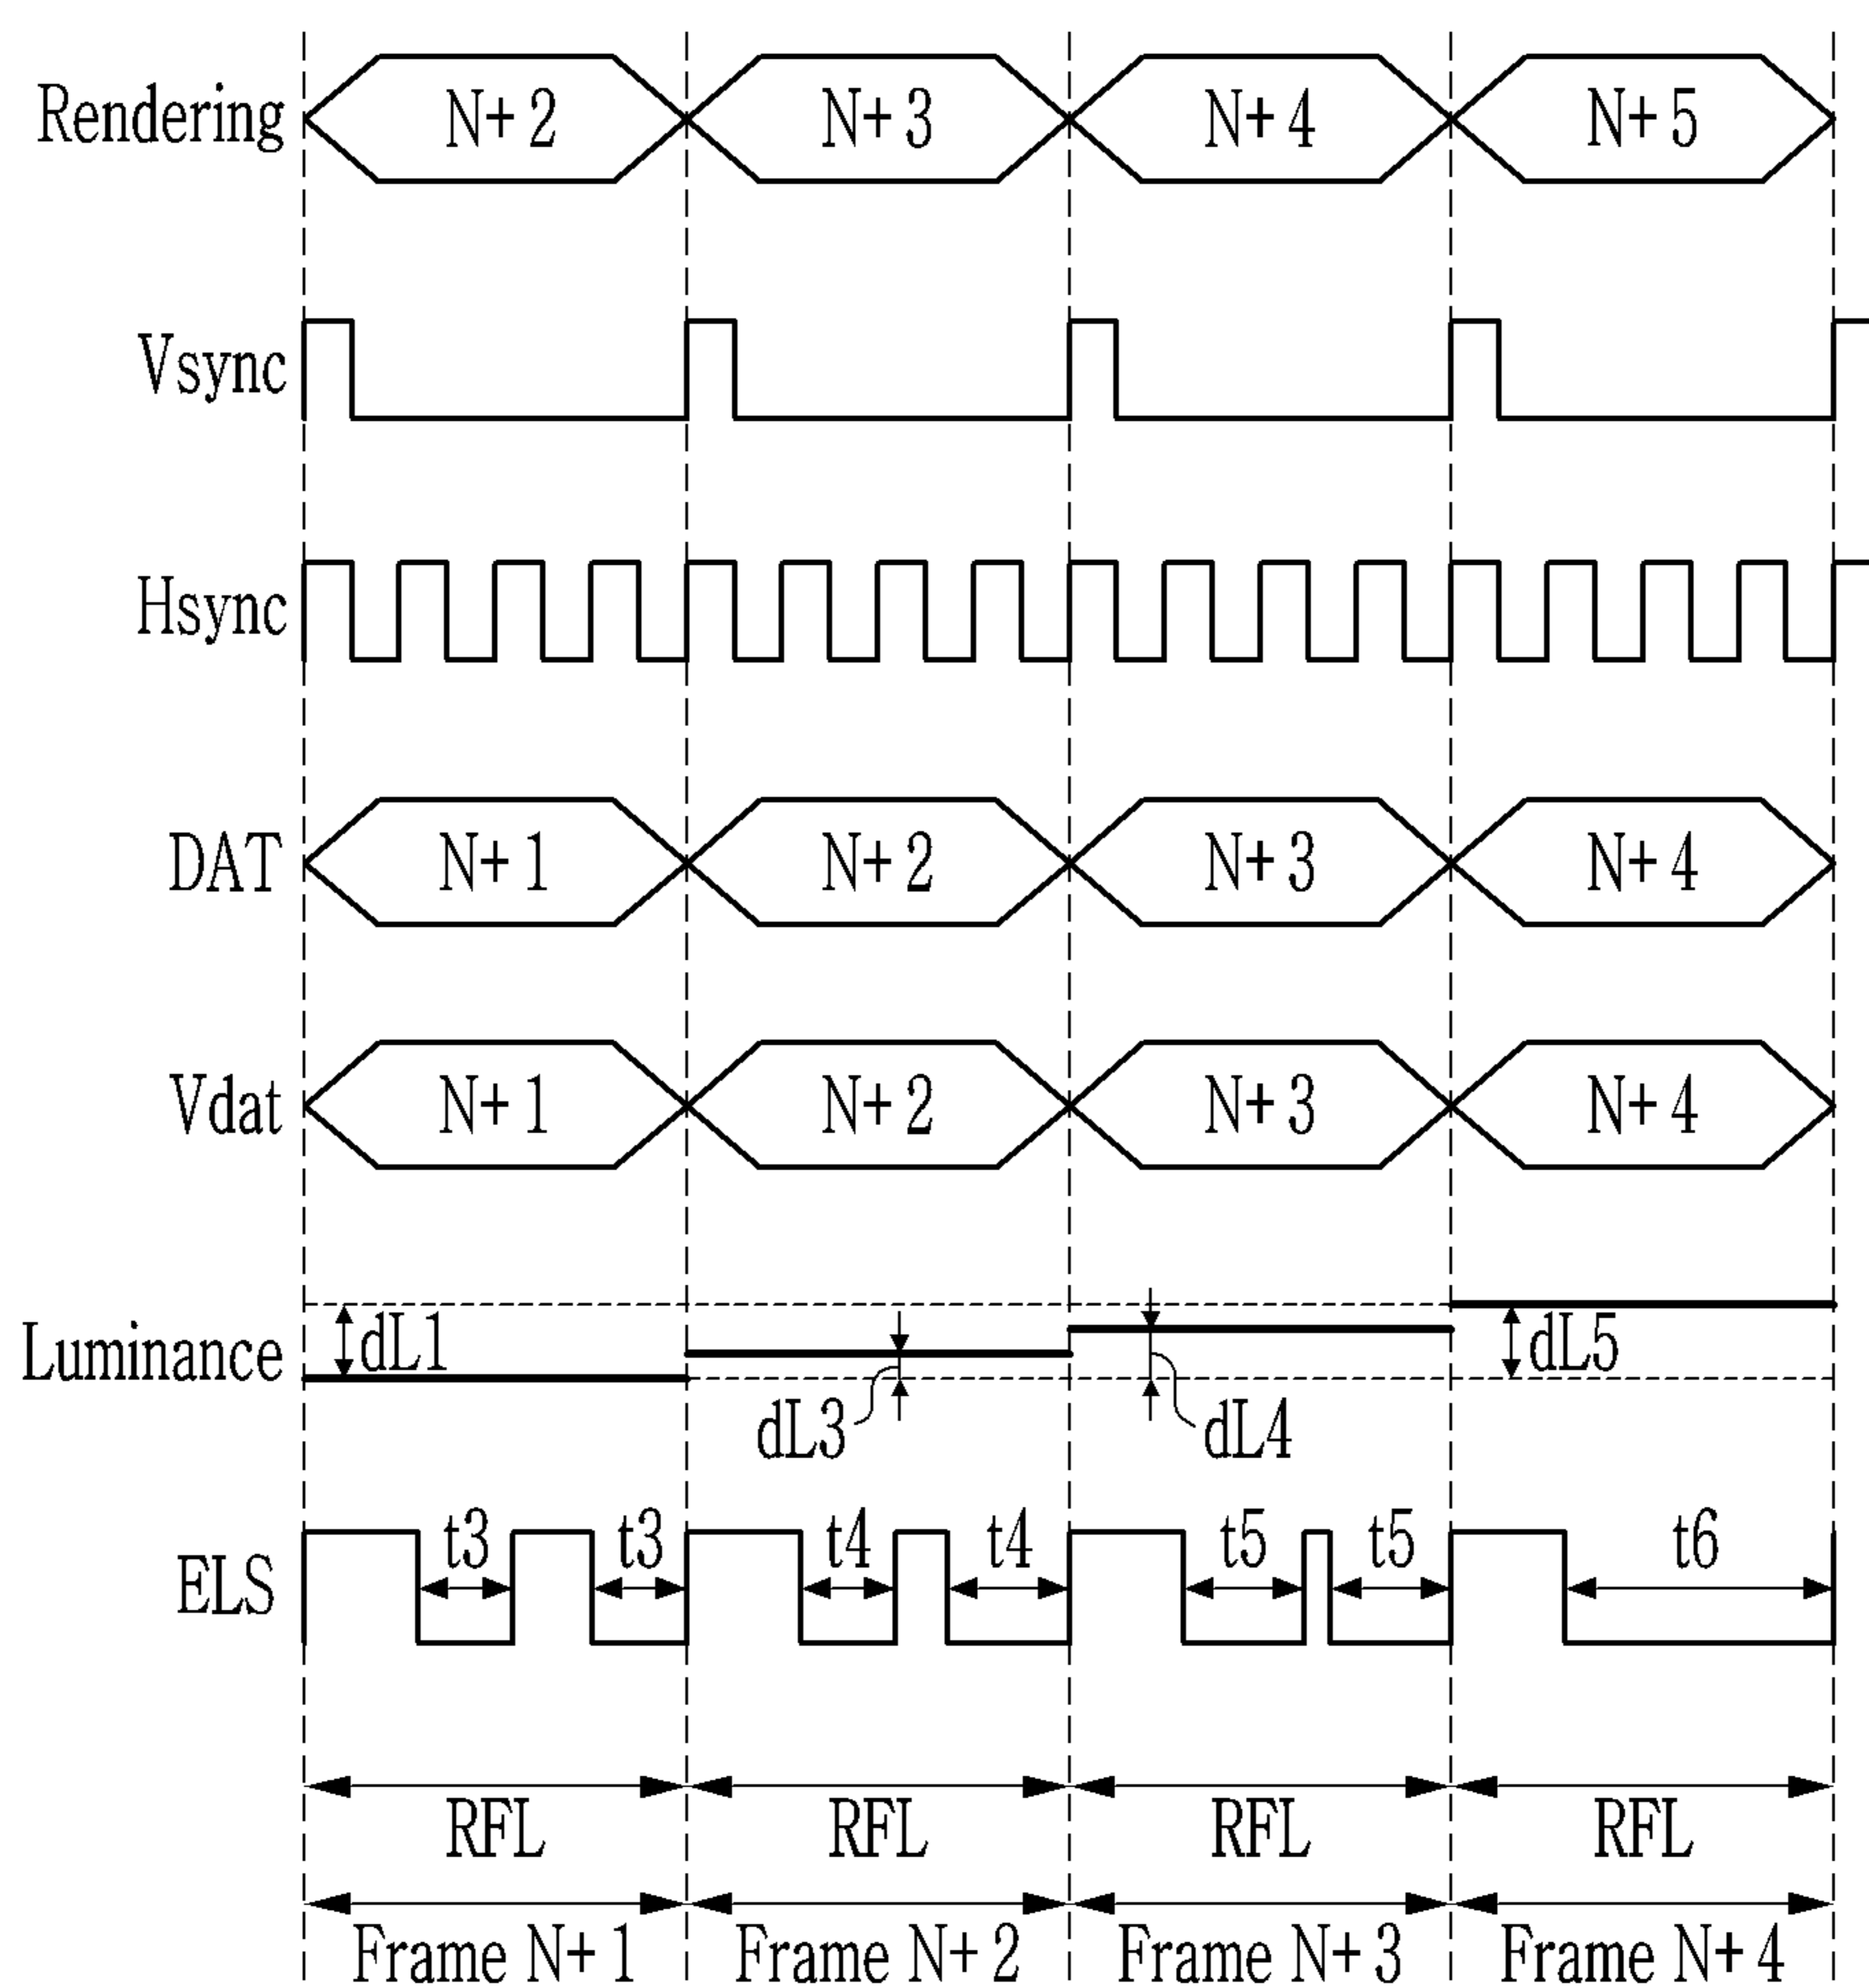 Rendering N+2 N+3 N+4 N+5
Vsync
Hsync
DAT N+1 N+2 N+3 N+4
Vdat N+1 N+2 N+3 N+4
Luminance dL1 dL5
dL3 dL4
ELS t3 t3 t4 t4 t5 t5 t6
RFL RFL RFL RFL
Frame N+1 Frame N+2 Frame N+3 Frame N+4